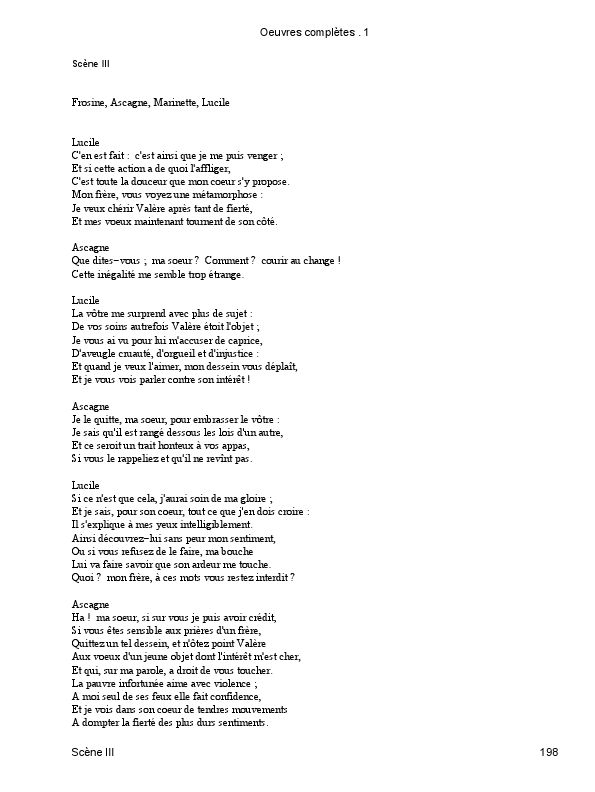 Oeuvres complètes . 1
Scène III
Frosine, Ascagne, Marinette, Lucile
Lucile
C'en est fait : c'est ainsi que je me puis venger ;
Et si cette action a de quoi l'affliger,
C'est toute la douceur que mon coeur s'y propose.
Mon frère, vous voyez une métamorphose :
Je veux chérir Valère après tant de fierté,
Et mes voeux maintenant tournent de son côté.
Ascagne
Que dites−vous ; ma soeur ? Comment ? courir au change !
Cette inégalité me semble trop étrange.
Lucile
La vôtre me surprend avec plus de sujet :
De vos soins autrefois Valère étoit l'objet ;
Je vous ai vu pour lui m'accuser de caprice,
D'aveugle cruauté, d'orgueil et d'injustice :
Et quand je veux l'aimer, mon dessein vous déplaît,
Et je vous vois parler contre son intérêt !
Ascagne
Je le quitte, ma soeur, pour embrasser le vôtre :
Je sais qu'il est rangé dessous les lois d'un autre,
Et ce seroit un trait honteux à vos appas,
Si vous le rappeliez et qu'il ne revînt pas.
Lucile
Si ce n'est que cela, j'aurai soin de ma gloire ;
Et je sais, pour son coeur, tout ce que j'en dois croire :
Il s'explique à mes yeux intelligiblement.
Ainsi découvrez−lui sans peur mon sentiment,
Ou si vous refusez de le faire, ma bouche
Lui va faire savoir que son ardeur me touche.
Quoi ? mon frère, à ces mots vous restez interdit ?
Ascagne
Ha ! ma soeur, si sur vous je puis avoir crédit,
Si vous êtes sensible aux prières d'un frère,
Quittez un tel dessein, et n'ôtez point Valère
Aux voeux d'un jeune objet dont l'intérêt m'est cher,
Et qui, sur ma parole, a droit de vous toucher.
La pauvre infortunée aime avec violence ;
A moi seul de ses feux elle fait confidence,
Et je vois dans son coeur de tendres mouvements
A dompter la fierté des plus durs sentiments.
Scène III 198